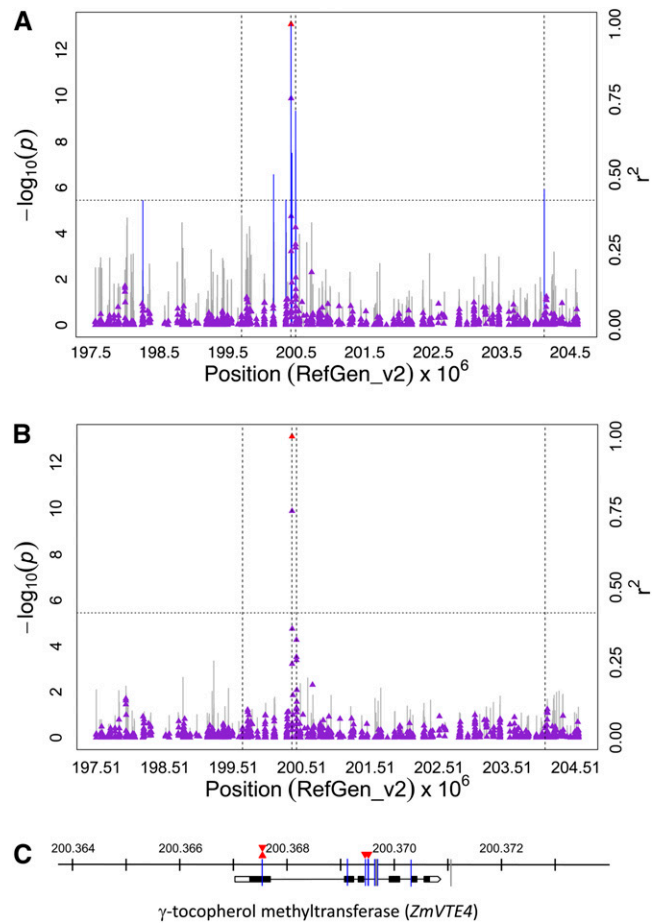 A
12
10
8
6
4
2
0
−log10(p)
1.00
0.75
0.50
0.25
0.00
r²
197.5 198.5 199.5 200.5 201.5 202.5 203.5 204.5
Position (RefGen_v2) x 10⁶
B
12
10
8
6
4
2
0
−log10(p)
1.00
0.75
0.50
0.25
0.00
r²
197.51 198.51 199.51 200.51 201.51 202.51 203.51 204.51
Position (RefGen_v2) x 10⁶
C
200.364 200.366 200.368 200.370 200.372
γ-tocopherol methyltransferase (ZmVTE4)